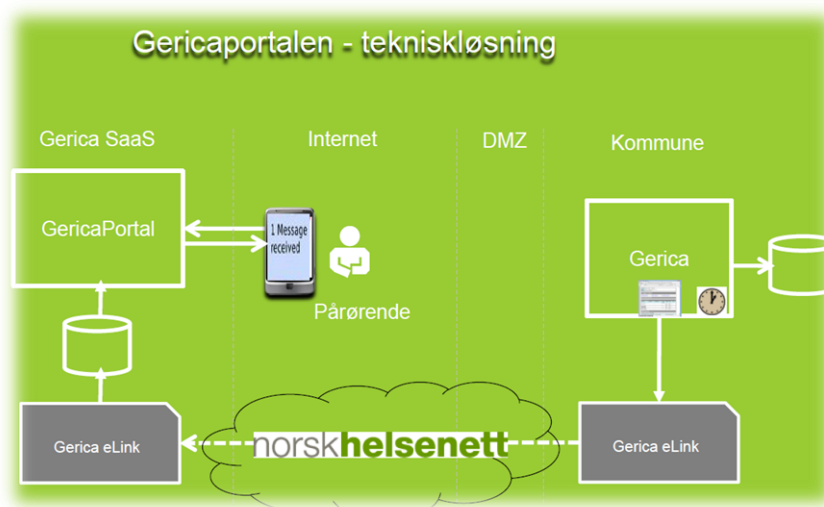 Gericaportalen - tekniskløsning
Gerica SaaS
Internet
DMZ
Kommune
GericaPortal
1 Message
received
Pårørende
Gerica
Gerica eLink
norskhelsenett
Gerica eLink